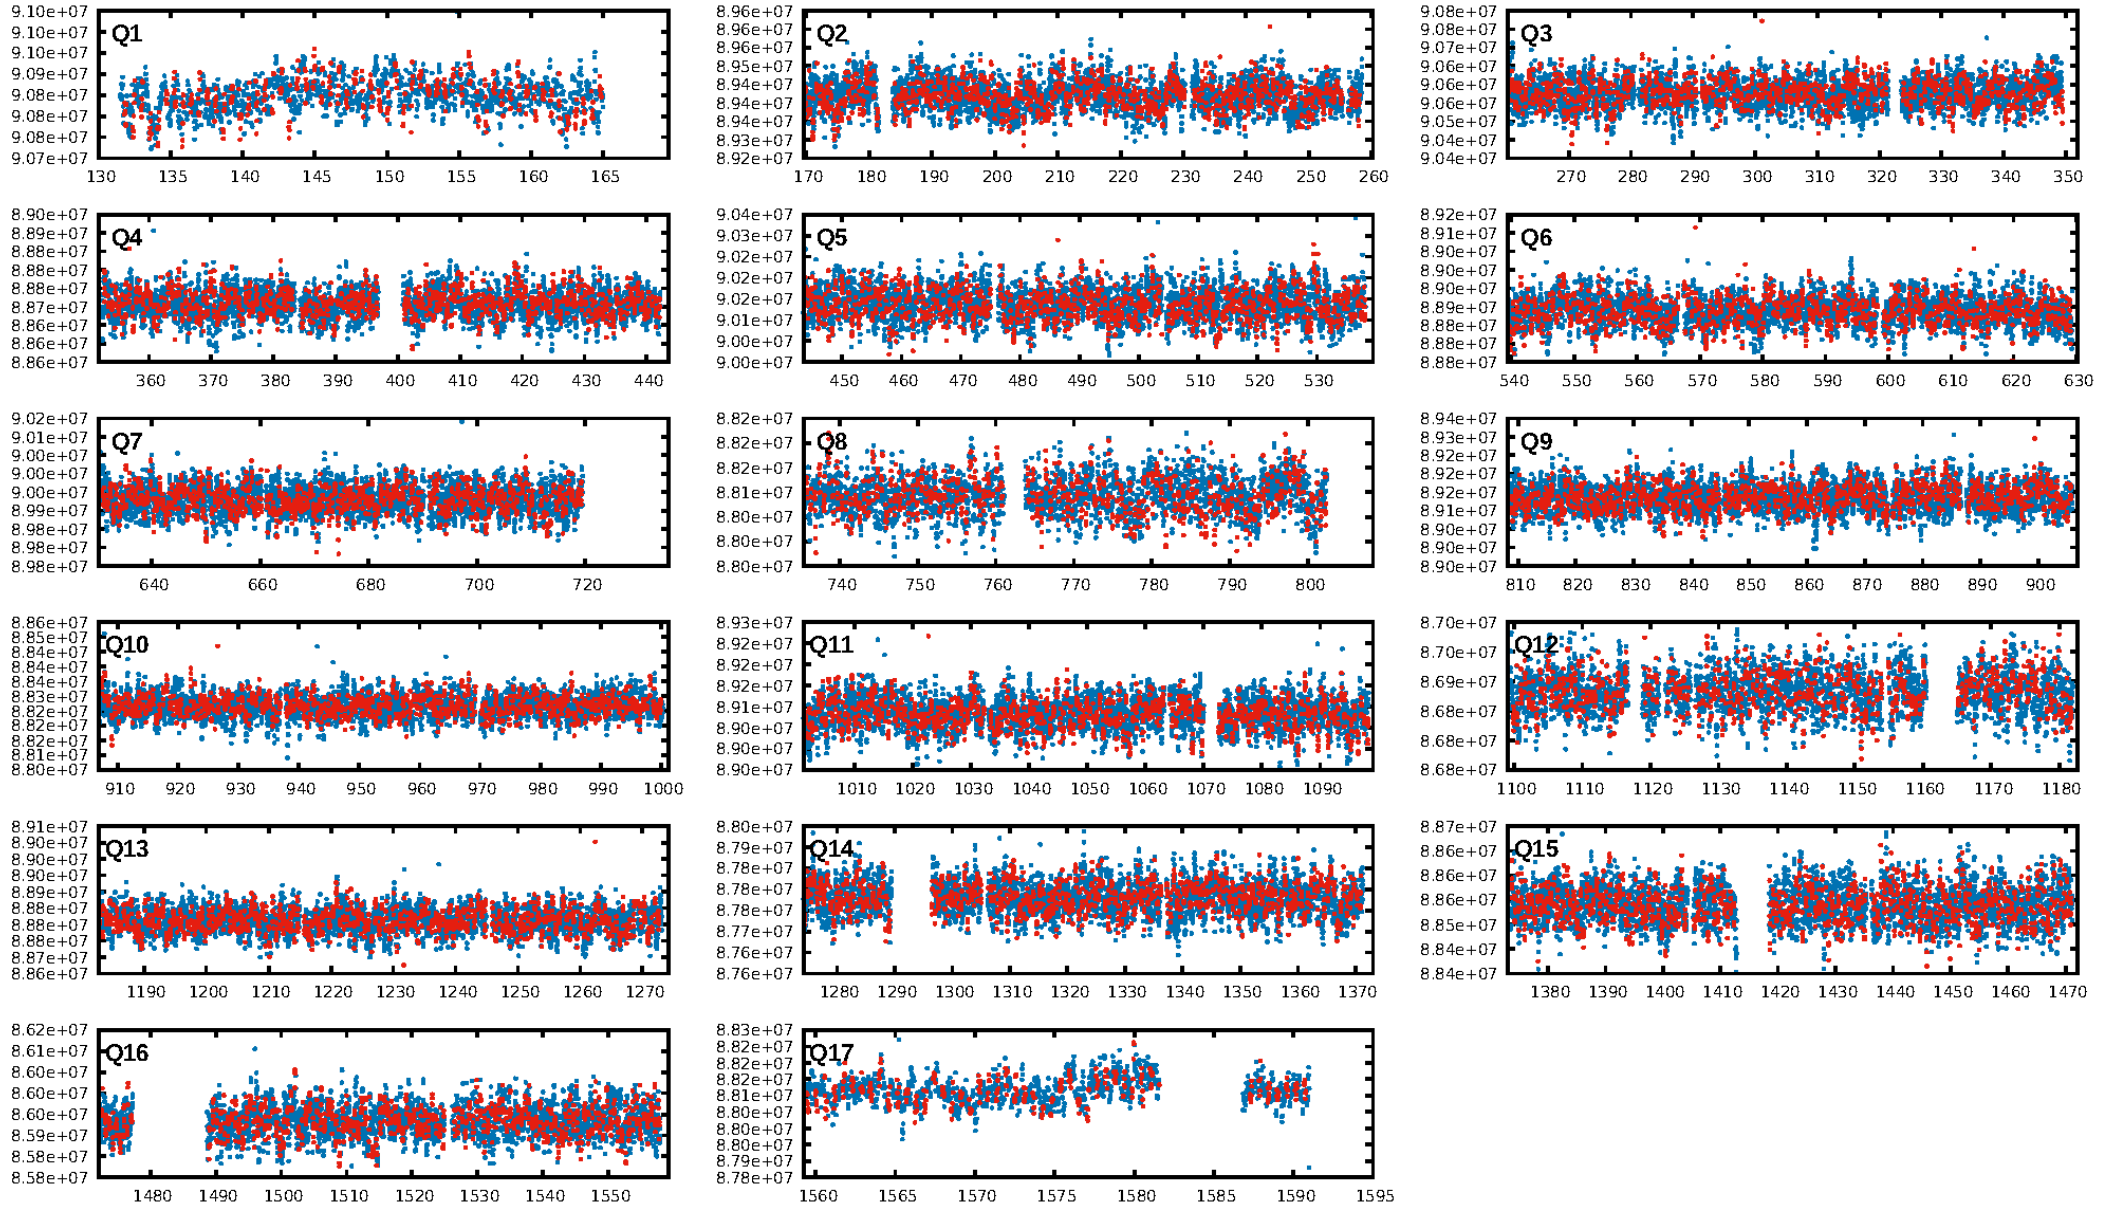 9.10e+07
9.10e+07
9.10e+07
9.09e+07
9.08e+07
9.08e+07
9.08e+07
9.07e+07
Q1
130 135 140 145 150 155 160 165
8.96e+07
8.96e+07
8.95e+07
8.94e+07
8.94e+07
8.94e+07
8.93e+07
8.92e+07
Q2
170 180 190 200 210 220 230 240 250 260
9.08e+07
9.07e+07
9.06e+07
9.06e+07
9.06e+07
9.05e+07
9.04e+07
9.04e+07
Q3
270 280 290 300 310 320 330 340 350
8.90e+07
8.89e+07
8.88e+07
8.88e+07
8.88e+07
8.87e+07
8.86e+07
8.86e+07
8.86e+07
Q4
360 370 380 390 400 410 420 430 440
9.04e+07
9.03e+07
9.02e+07
9.02e+07
9.02e+07
9.01e+07
9.00e+07
9.00e+07
Q5
450 460 470 480 490 500 510 520 530
8.92e+07
8.91e+07
8.90e+07
8.90e+07
8.90e+07
8.89e+07
8.88e+07
8.88e+07
8.88e+07
Q6
540 550 560 570 580 590 600 610 620 630
9.02e+07
9.01e+07
9.00e+07
9.00e+07
9.00e+07
8.99e+07
8.98e+07
8.98e+07
8.98e+07
Q7
640 660 680 700 720
8.82e+07
8.82e+07
8.82e+07
8.81e+07
8.80e+07
8.80e+07
8.80e+07
Q8
740 750 760 770 780 790 800
8.94e+07
8.93e+07
8.92e+07
8.92e+07
8.92e+07
8.91e+07
8.90e+07
8.90e+07
8.90e+07
Q9
810 820 830 840 850 860 870 880 890 900
8.86e+07
8.85e+07
8.84e+07
8.84e+07
8.84e+07
8.83e+07
8.82e+07
8.82e+07
8.82e+07
8.81e+07
8.80e+07
Q10
910 920 930 940 950 960 970 980 990 1000
8.93e+07
8.92e+07
8.92e+07
8.92e+07
8.91e+07
8.90e+07
8.90e+07
8.90e+07
Q11
1010 1020 1030 1040 1050 1060 1070 1080 1090
8.70e+07
8.70e+07
8.69e+07
8.68e+07
8.68e+07
8.68e+07
Q12
1100 1110 1120 1130 1140 1150 1160 1170 1180
8.91e+07
8.90e+07
8.90e+07
8.90e+07
8.89e+07
8.88e+07
8.88e+07
8.88e+07
8.87e+07
8.86e+07
Q13
1190 1200 1210 1220 1230 1240 1250 1260 1270
8.80e+07
8.79e+07
8.78e+07
8.78e+07
8.78e+07
8.77e+07
8.76e+07
8.76e+07
Q14
1280 1290 1300 1310 1320 1330 1340 1350 1360 1370
8.87e+07
8.86e+07
8.86e+07
8.86e+07
8.85e+07
8.84e+07
8.84e+07
Q15
1380 1390 1400 1410 1420 1430 1440 1450 1460 1470
8.62e+07
8.61e+07
8.60e+07
8.60e+07
8.60e+07
8.59e+07
8.58e+07
8.58e+07
Q16
1480 1490 1500 1510 1520 1530 1540 1550
8.83e+07
8.82e+07
8.82e+07
8.82e+07
8.81e+07
8.80e+07
8.80e+07
8.80e+07
8.79e+07
8.78e+07
Q17
1560 1565 1570 1575 1580 1585 1590 1595